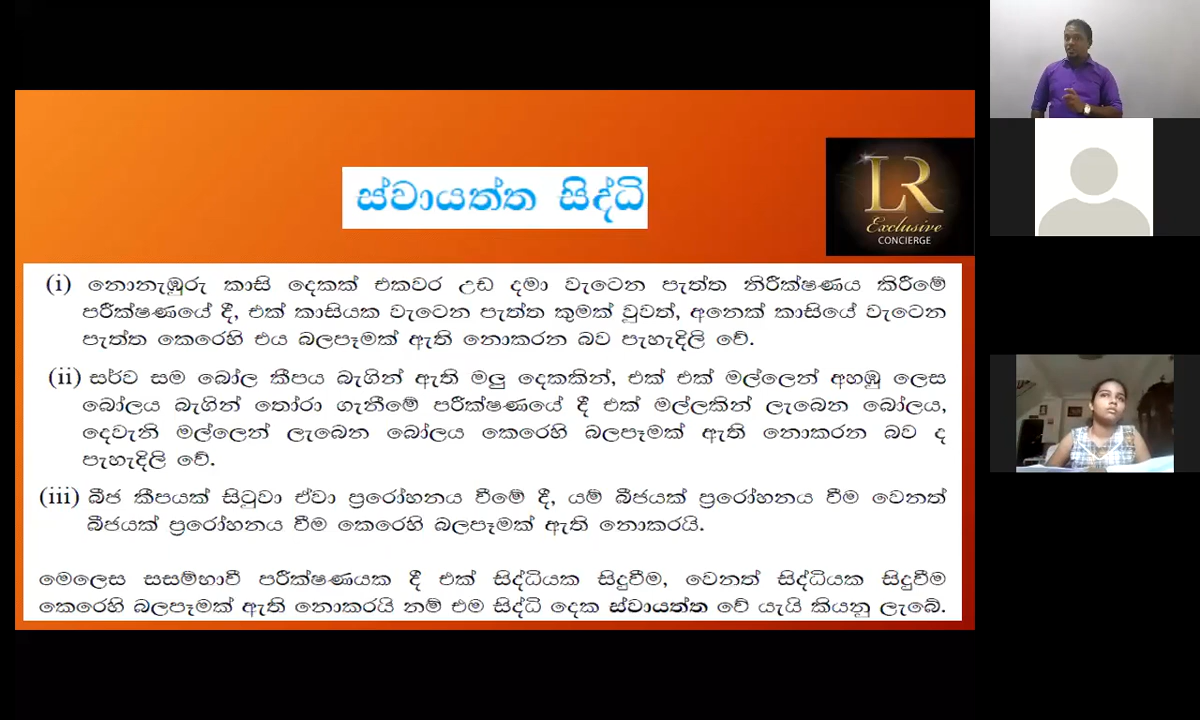 ස්වායත්ත සිද්ධි
LR
Exclusive
CONCIERGE
(i) නොනැඹුරු කාසි දෙකක් එකවර උඩ දමා වැටෙන පැත්ත නිරීක්ෂණය කිරීමේ
පරීක්ෂණයේ දී, එක් කාසියක වැටෙන පැත්ත කුමක් වුවත්, අනෙක් කාසියේ වැටෙන
පැත්ත කෙරෙහි එය බලපෑමක් ඇති නොකරන බව පැහැදිලි වේ.
(ii) සර්ව සම බෝල කීපය බැගින් ඇති මලු දෙකකින්, එක් එක් මල්ලෙන් අහඹු ලෙස
බෝලය බැගින් තෝරා ගැනීමේ පරීක්ෂණයේ දී එක් මල්ලකින් ලැබෙන බෝලය,
දෙවැනි මල්ලෙන් ලැබෙන බෝලය කෙරෙහි බලපෑමක් ඇති නොකරන බව ද
පැහැදිලි වේ.
(iii) බීජ කීපයක් සිටුවා ඒවා ප්‍රරෝහනය වීමේ දී, යම් බීජයක් ප්‍රරෝහනය වීම වෙනත්
බීජයක් ප්‍රරෝහනය වීම කෙරෙහි බලපෑමක් ඇති නොකරයි.
මෙලෙස සසම්භාවී පරීක්ෂණයක දී එක් සිද්ධියක සිදුවීම, වෙනත් සිද්ධියක සිදුවීම
කෙරෙහි බලපෑමක් ඇති නොකරයි නම් එම සිද්ධි දෙක ස්වායත්ත වේ යැයි කියනු ලැබේ.